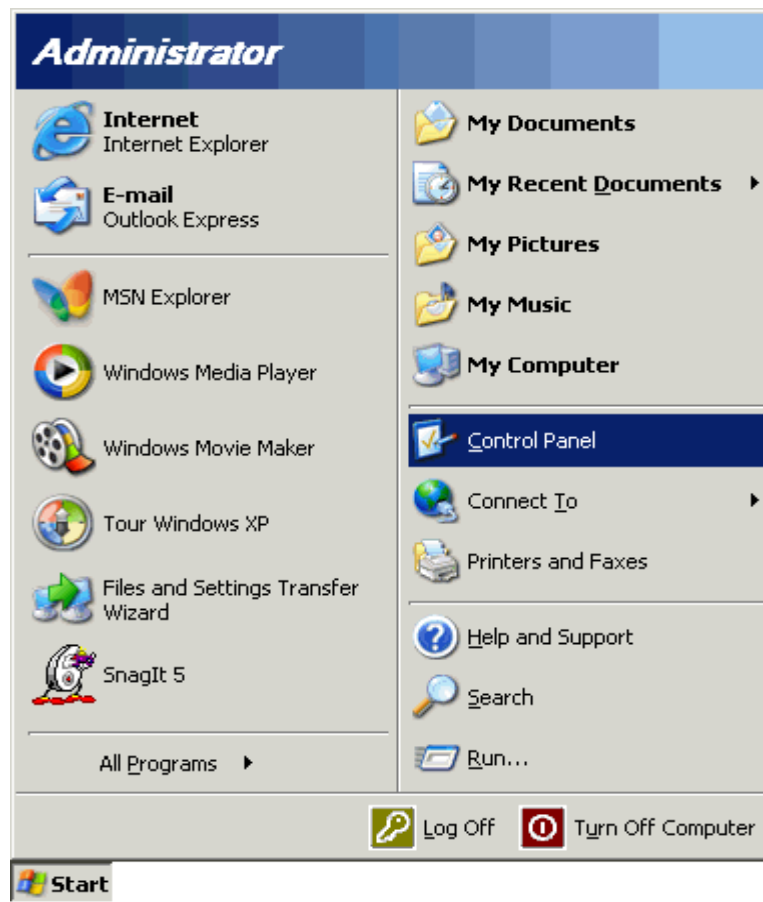 Administrator
Internet
Internet Explorer
E-mail
Outlook Express
MSN Explorer
Windows Media Player
Windows Movie Maker
Tour Windows XP
Files and Settings Transfer
Wizard
SnagIt 5
All Programs
My Documents
My Recent Documents
My Pictures
My Music
My Computer
Control Panel
Connect To
Printers and Faxes
Help and Support
Search
Run...
Log Off
Turn Off Computer
Start